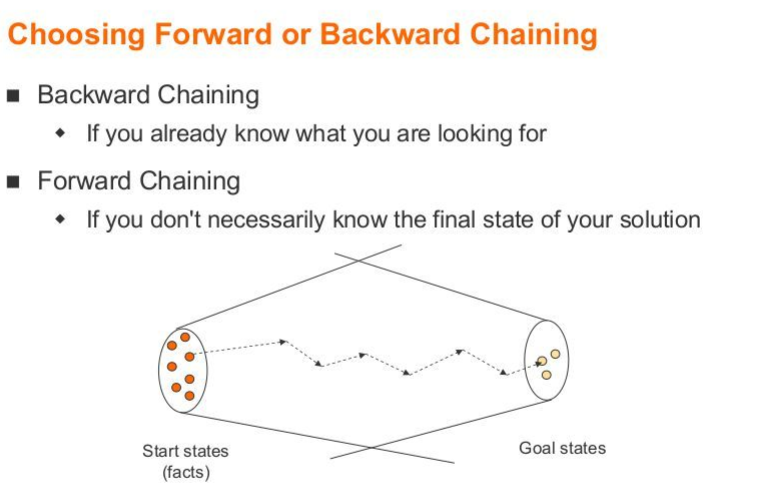 Choosing Forward or Backward Chaining
Backward Chaining
If you already know what you are looking for
Forward Chaining
If you don't necessarily know the final state of your solution
Start states
(facts)
Goal states